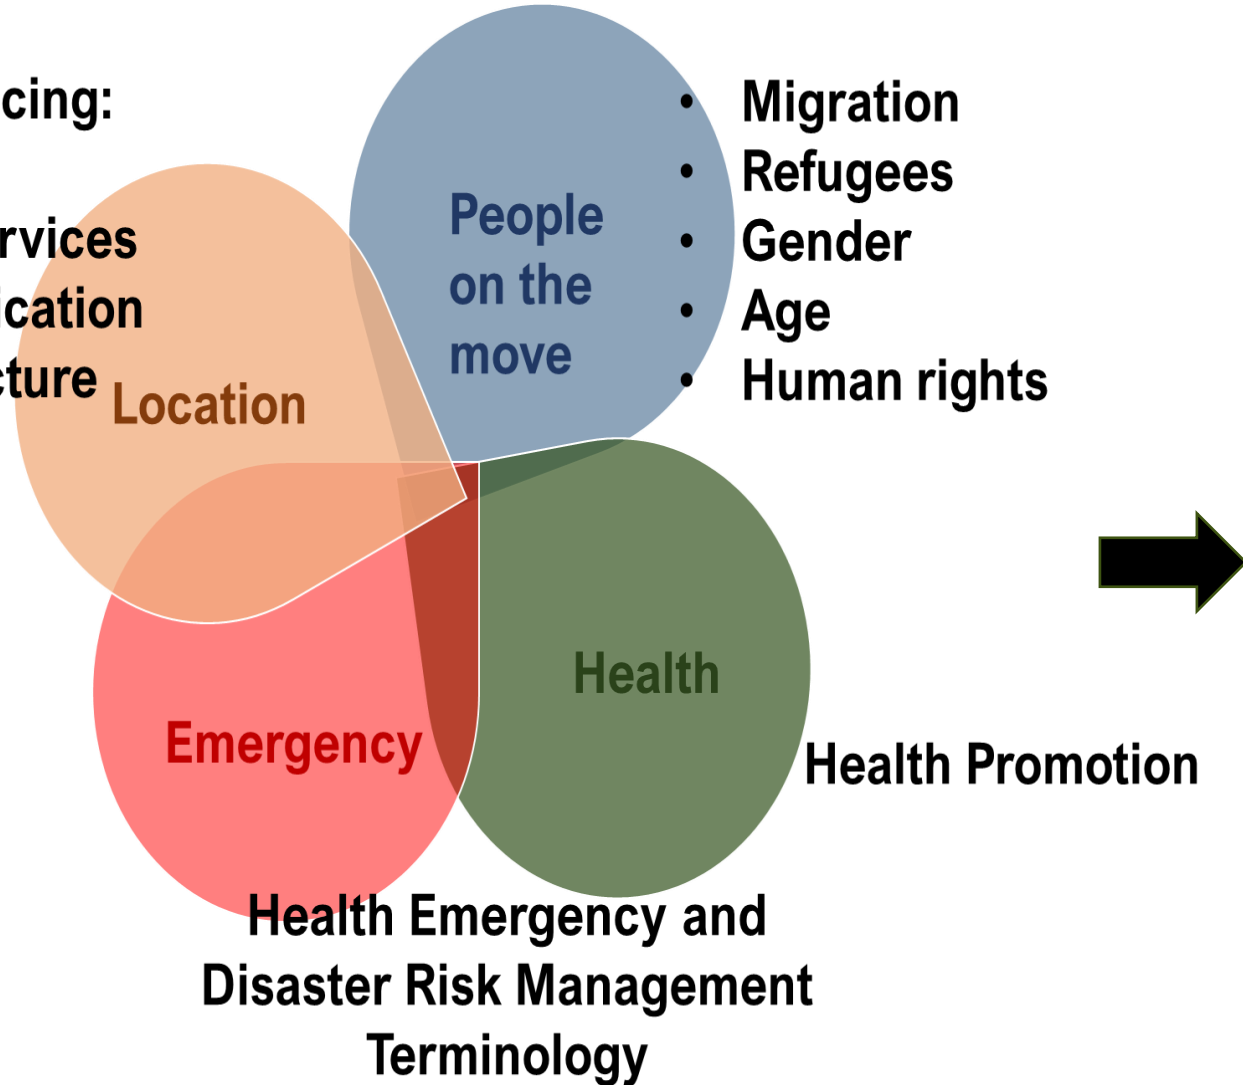 cing:
rvices
ication
cture
Location
People
on the
move
• Migration
• Refugees
• Gender
• Age
• Human rights
Emergency
Health
Health Promotion
Health Emergency and
Disaster Risk Management
Terminology